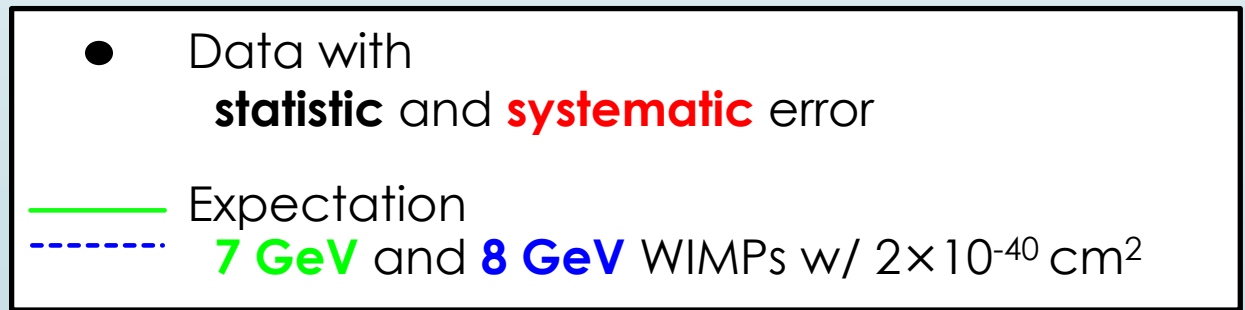 Data with
statistic and systematic error
Expectation
7 GeV and 8 GeV WIMPs w/ 2×10⁻⁴⁰ cm²